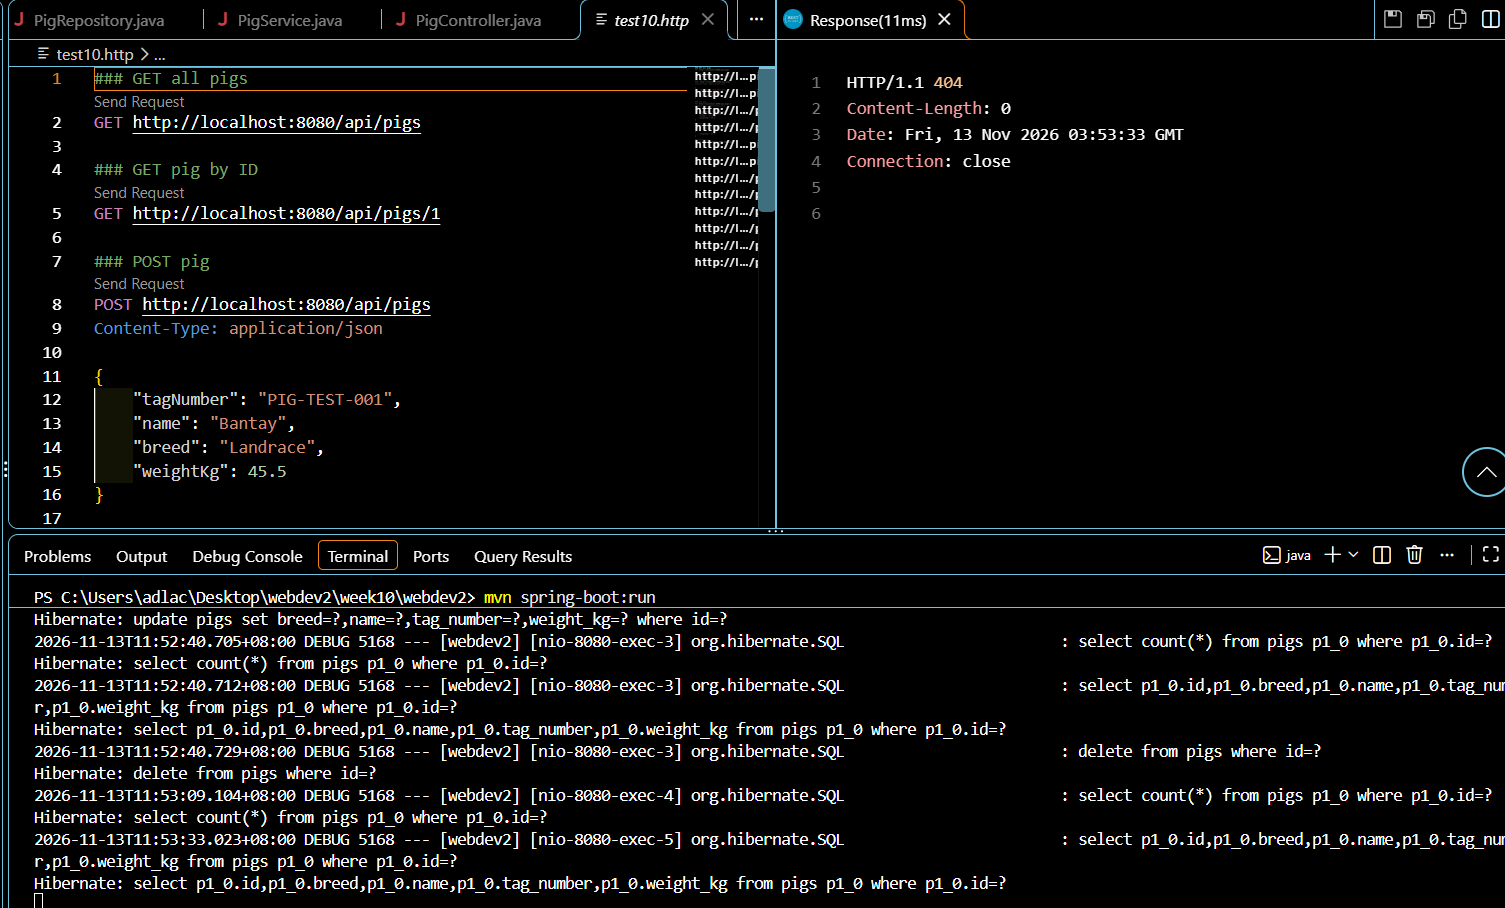 PigRepository.java
PigService.java
PigController.java
test10.http
...
Response(11ms)
test10.http > ...
1 ### GET all pigs
Send Request
2 GET http://localhost:8080/api/pigs
3
4 ### GET pig by ID
Send Request
5 GET http://localhost:8080/api/pigs/1
6
7 ### POST pig
Send Request
8 POST http://localhost:8080/api/pigs
9 Content-Type: application/json
10
11 {
12 "tagNumber": "PIG-TEST-001",
13 "name": "Bantay",
14 "breed": "Landrace",
15 "weightKg": 45.5
16 }
17
http://l...p
http://l...p
http://l.../p
http://l.../p
http://l...p
http://l...p
http://l.../p
http://l.../p
http://l.../p
http://l.../p
http://l.../p
http://l.../p
1 HTTP/1.1 404
2 Content-Length: 0
3 Date: Fri, 13 Nov 2026 03:53:33 GMT
4 Connection: close
5
6
Problems Output Debug Console Terminal Ports Query Results
java
PS C:\Users\adlac\Desktop\webdev2\week10\webdev2> mvn spring-boot:run
Hibernate: update pigs set breed=?,name=?,tag_number=?,weight_kg=? where id=?
2026-11-13T11:52:40.705+08:00 DEBUG 5168 --- [webdev2] [nio-8080-exec-3] org.hibernate.SQL : select count(*) from pigs p1_0 where p1_0.id=?
Hibernate: select count(*) from pigs p1_0 where p1_0.id=?
2026-11-13T11:52:40.712+08:00 DEBUG 5168 --- [webdev2] [nio-8080-exec-3] org.hibernate.SQL : select p1_0.id,p1_0.breed,p1_0.name,p1_0.tag_nu
r,p1_0.weight_kg from pigs p1_0 where p1_0.id=?
Hibernate: select p1_0.id,p1_0.breed,p1_0.name,p1_0.tag_number,p1_0.weight_kg from pigs p1_0 where p1_0.id=?
2026-11-13T11:52:40.729+08:00 DEBUG 5168 --- [webdev2] [nio-8080-exec-3] org.hibernate.SQL : delete from pigs where id=?
Hibernate: delete from pigs where id=?
2026-11-13T11:53:09.104+08:00 DEBUG 5168 --- [webdev2] [nio-8080-exec-4] org.hibernate.SQL : select count(*) from pigs p1_0 where p1_0.id=?
Hibernate: select count(*) from pigs p1_0 where p1_0.id=?
2026-11-13T11:53:33.023+08:00 DEBUG 5168 --- [webdev2] [nio-8080-exec-5] org.hibernate.SQL : select p1_0.id,p1_0.breed,p1_0.name,p1_0.tag_nu
r,p1_0.weight_kg from pigs p1_0 where p1_0.id=?
Hibernate: select p1_0.id,p1_0.breed,p1_0.name,p1_0.tag_number,p1_0.weight_kg from pigs p1_0 where p1_0.id=?